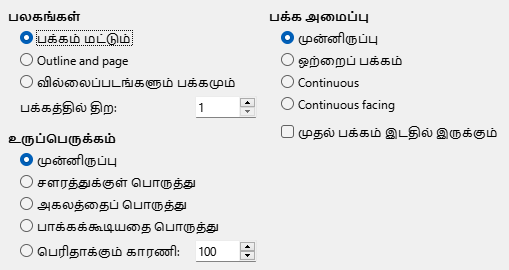 பலகங்கள்
பக்கம் மட்டும்
Outline and page
வில்லைப்படங்களும் பக்கமும்
பக்கத்தில் திற: 1
உருப்பெருக்கம்
முன்னிருப்பு
சளரத்துக்குள் பொருத்து
அகலத்தைப் பொருத்து
பாக்கக்கூடியதை பொருத்து
பெரிதாக்கும் காரணி: 100
பக்க அமைப்பு
முன்னிருப்பு
ஒற்றைப் பக்கம்
Continuous
Continuous facing
முதல் பக்கம் இடதில் இருக்கும்